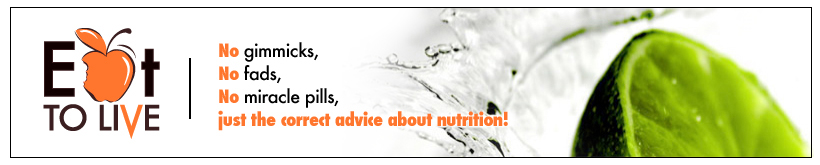 Eat
TO LIVE
No gimmicks,
No fads,
No miracle pills,
just the correct advice about nutrition!